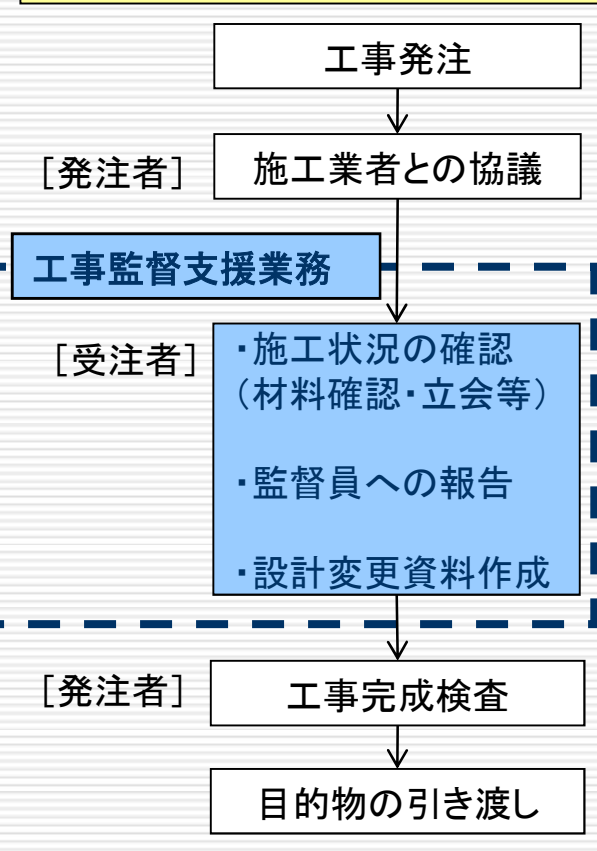 工事発注
［発注者］
施工業者との協議
工事監督支援業務
［受注者］
・施工状況の確認
（材料確認・立会等）
・監督員への報告
・設計変更資料作成
［発注者］
工事完成検査
目的物の引き渡し